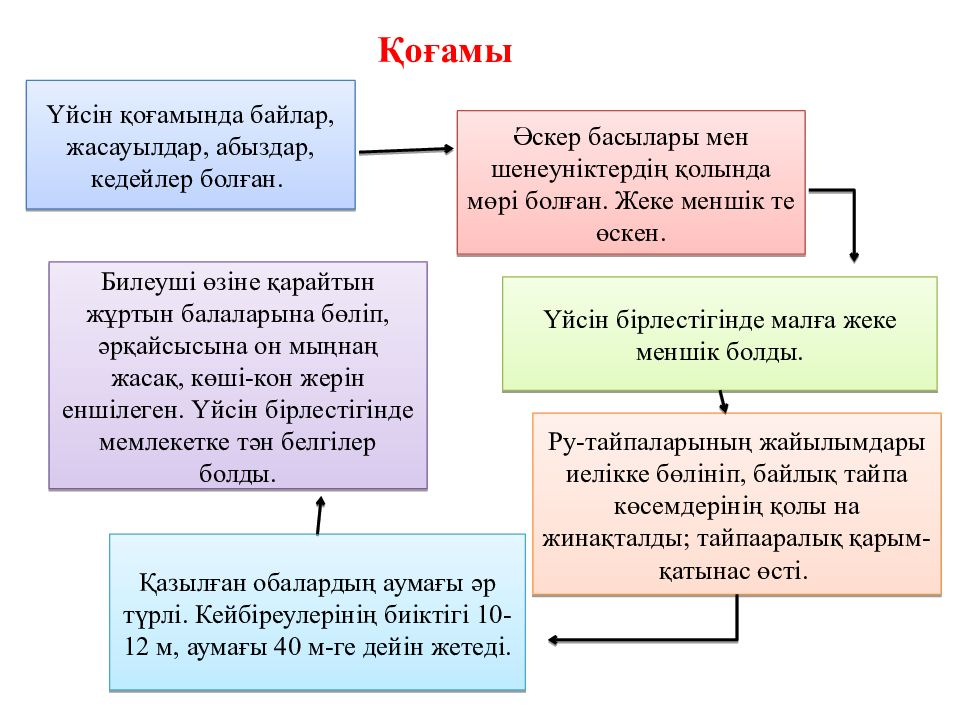 Қоғамы
Үйсін қоғамында байлар,
жасауылдар, абыздар,
кедейлер болған.
Әскер басылары мен
шенеуніктердің қолында
мөрі болған. Жеке меншік те
өскен.
Үйсін бірлестігінде малға жеке
меншік болды.
Ру-тайпаларының жайылымдары
иелікке бөлініп, байлық тайпа
көсемдерінің қолы на
жинақталды; тайпааралық қарым-
қатынас өсті.
Қазылған обалардың аумағы әр
түрлі. Кейбіреулерінің биіктігі 10-
12 м, аумағы 40 м-ге дейін жетеді.
Билеуші өзіне қарайтын
жұртын балаларына бөліп,
әрқайсысына он мыңнаң
жасақ, көші-кон жерін
еншілеген. Үйсін бірлестігінде
мемлекетке тән белгілер
болды.